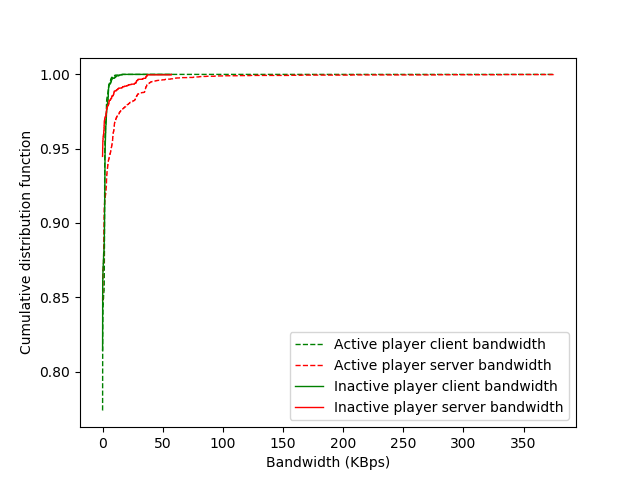 1.00
0.95
0.90
0.85
0.80
Cumulative distribution function
Active player client bandwidth
Active player server bandwidth
Inactive player client bandwidth
Inactive player server bandwidth
0 50 100 150 200 250 300 350
Bandwidth (KBps)